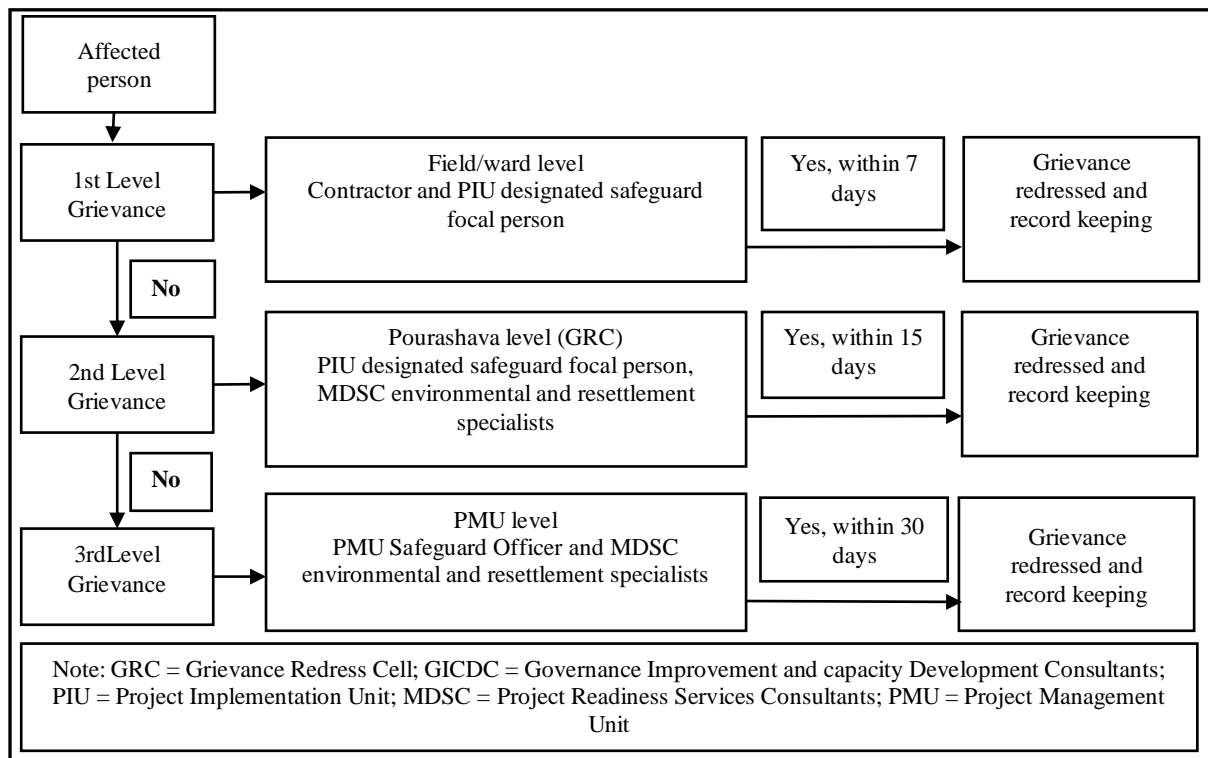 Affected
person
1st Level
Grievance
Field/ward level
Contractor and PIU designated safeguard
focal person
Yes, within 7
days
Grievance
redressed and
record keeping
No
2nd Level
Grievance
Pourashava level (GRC)
PIU designated safeguard focal person,
MDSC environmental and resettlement
specialists
Yes, within 15
days
Grievance
redressed and
record keeping
No
3rdLevel
Grievance
PMU level
PMU Safeguard Officer and MDSC
environmental and resettlement specialists
Yes, within 30
days
Grievance
redressed and
record keeping
Note: GRC = Grievance Redress Cell; GICDC = Governance Improvement and capacity Development Consultants;
PIU = Project Implementation Unit; MDSC = Project Readiness Services Consultants; PMU = Project Management
Unit